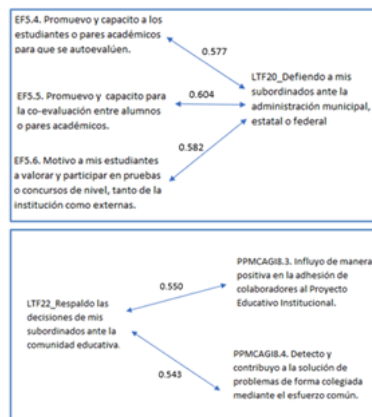 EF5.4. Promuevo y capacito a los
estudiantes o pares académicos
para que se autoevalúen.
0.577
LTF20_Defiendo a mis
subordinados ante la
administración municipal,
estatal o federal
EF5.5. Promuevo y capacito para
la co-evaluación entre alumnos
o pares académicos.
0.604
0.582
EF5.6. Motivo a mis estudiantes
a valorar y participar en pruebas
o concursos de nivel, tanto de la
institución como externas.
PPMCAGI8.3. Influyo de manera
positiva en la adhesión de
colaboradores al Proyecto
Educativo Institucional.
0.550
LTF22_Respaldo las
decisiones de mis
subordinados ante la
comunidad educativa.
0.543
PPMCAGI8.4. Detecto y
contribuyo a la solución de
problemas de forma colegiada
mediante el esfuerzo común.